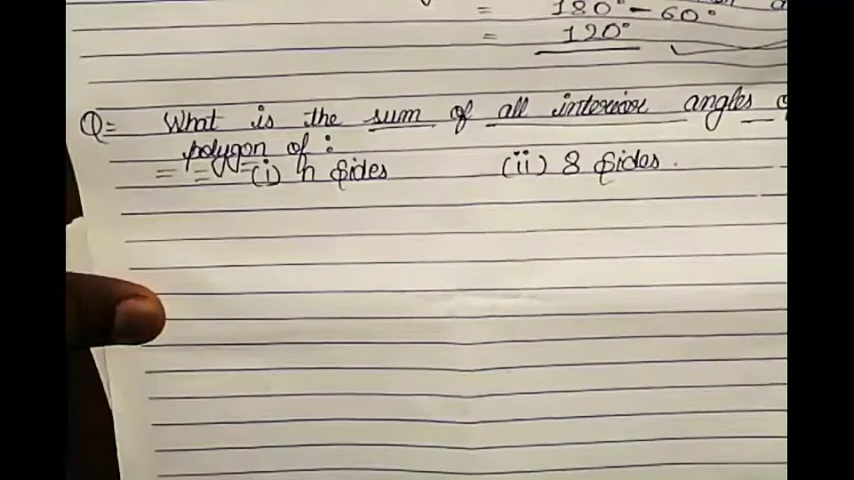 = 180° - 60°
= 120°
Q= What is the sum of all interior angles
polygon of :
(i) n sides (ii) 8 sides.